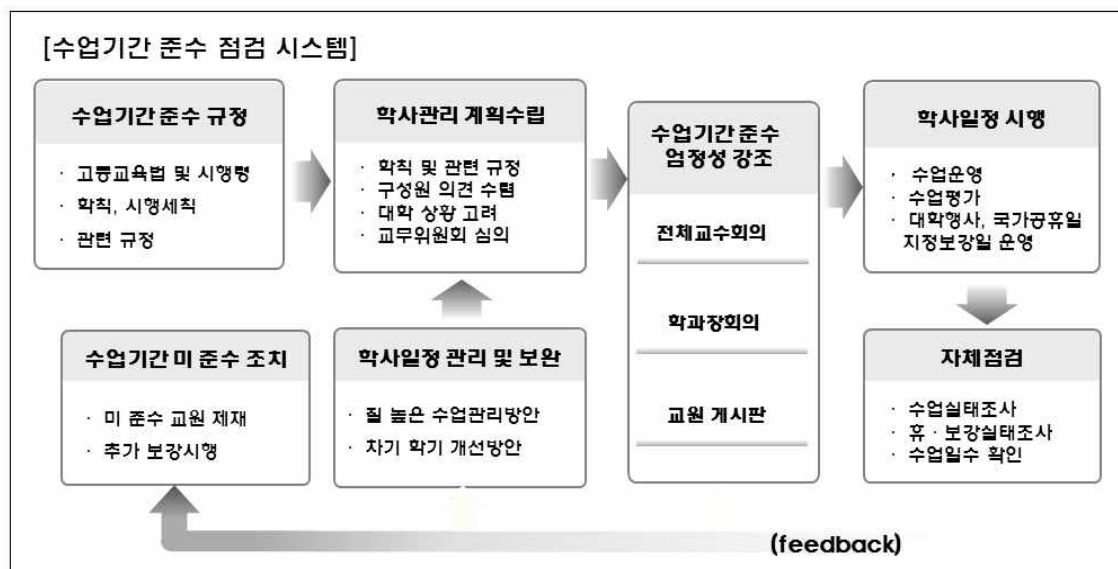 [수업기간 준수 점검 시스템]
수업기간 준수 규정
· 고등교육법 및 시행령
· 학칙, 시행세칙
· 관련 규정
학사관리 계획수립
· 학칙 및 관련 규정
· 구성원 의견 수렴
· 대학 상황 고려
· 교무위원회 심의
수업기간 준수
엄정성 강조
전체교수회의
학과장회의
교원 게시판
학사일정 시행
· 수업운영
· 수업평가
· 대학행사, 국가공휴일
지정보강일 운영
수업기간 미 준수 조치
· 미 준수 교원 제재
· 추가 보강시행
학사일정 관리 및 보완
· 질 높은 수업관리방안
· 차기 학기 개선방안
자체점검
· 수업실태조사
· 휴 · 보강실태조사
· 수업일수 확인
(feedback)